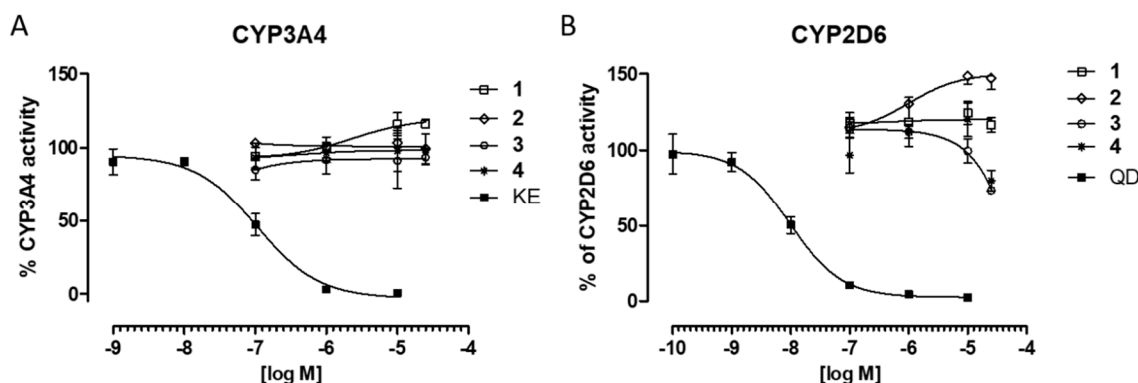 A
CYP3A4
% CYP3A4 activity
150
100
50
0
-9 -8 -7 -6 -5 -4
[log M]
1
2
3
4
KE
B
CYP2D6
% of CYP2D6 activity
150
100
50
0
-10 -9 -8 -7 -6 -5 -4
[log M]
1
2
3
4
QD